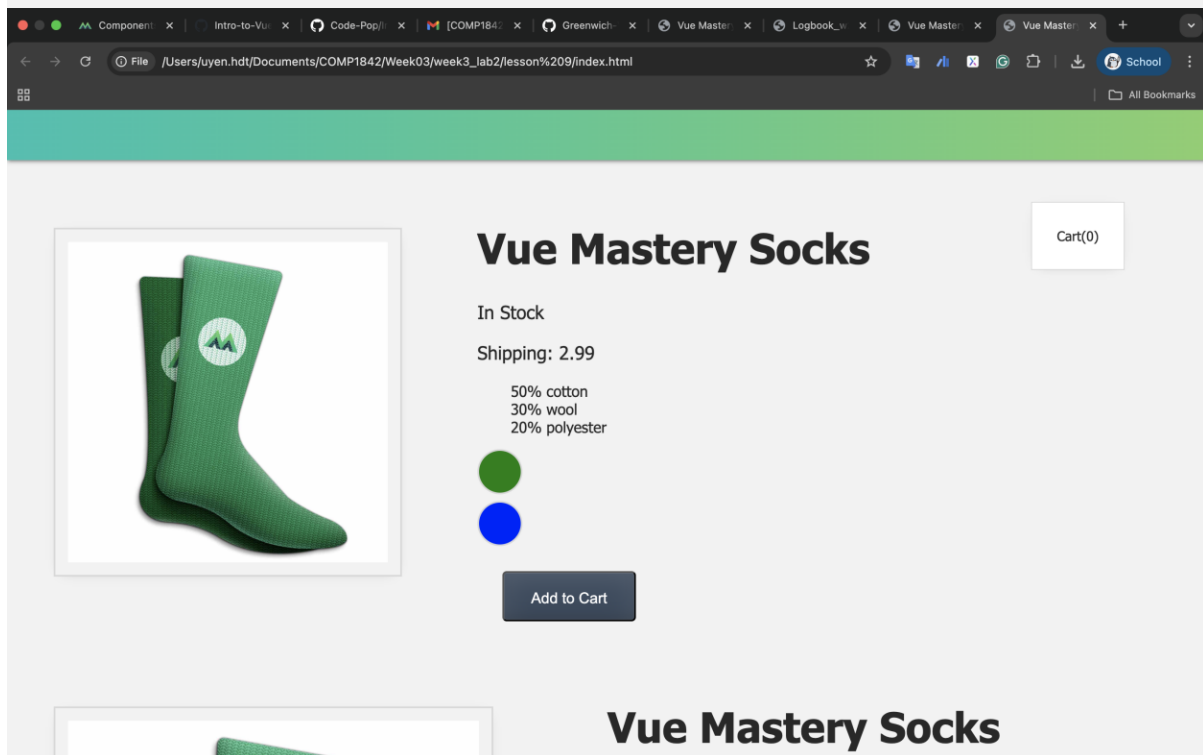 Component:
Intro-to-Vue
Code-Pop/I
[COMP1842
Greenwich-
Vue Master
Logbook_w
Vue Master
Vue Master
File /Users/uyen.hdt/Documents/COMP1842/Week03/week3_lab2/lesson%209/index.html
School
All Bookmarks
Vue Mastery Socks
Cart(0)
In Stock
Shipping: 2.99
50% cotton
30% wool
20% polyester
Add to Cart
Vue Mastery Socks